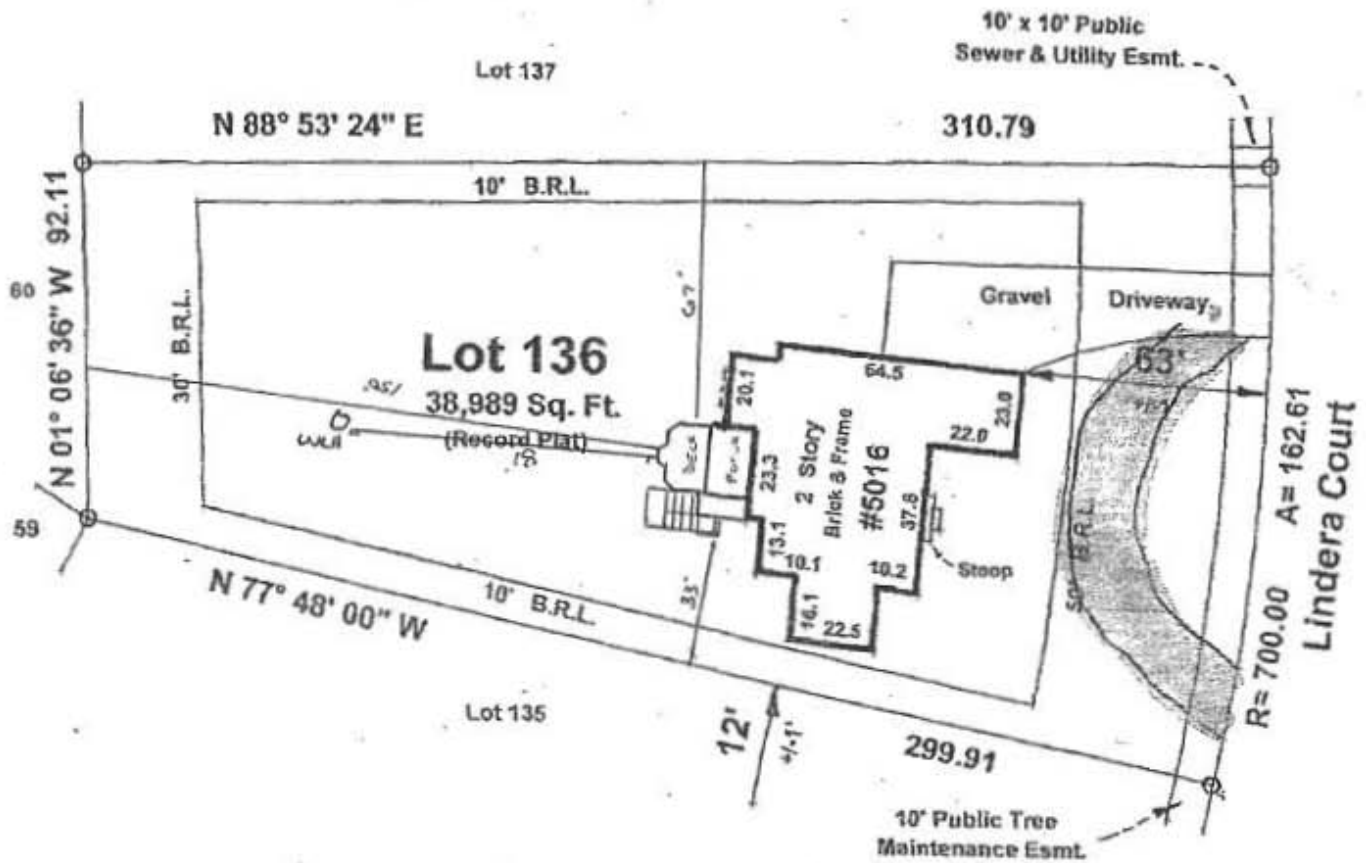 10' x 10' Public
Sewer & Utility Esmt.
Lot 137
N 88° 53' 24" E
310.79
10' B.R.L.
N 01° 06' 36" W 92.11
60
30' B.R.L.
67'
Gravel Driveway
Lot 136
38,989 Sq. Ft.
(Record Plat)
64.5
63'
20.1
23.0
22.0
2 Story
Brick & Frame
#5016
23.3
37.8
DECK
13.1
10.1
10.2
Stoop
16.1
22.5
B.R.L.
A= 162.61
R= 700.00
Lindera Court
59
N 77° 48' 00" W
10' B.R.L.
33'
Lot 135
12'
+/-1'
299.91
10' Public Tree
Maintenance Esmt.